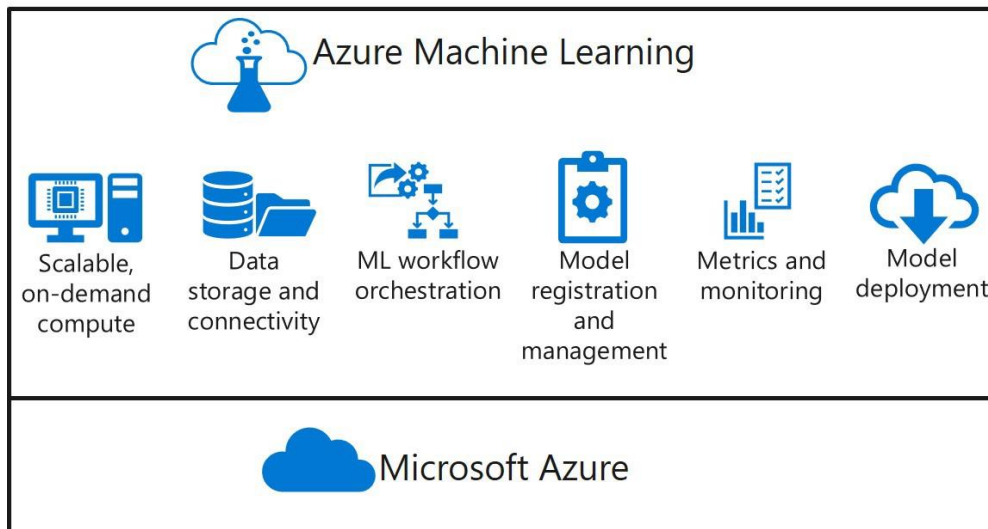 Azure Machine Learning
Scalable,
on-demand
compute
Data
storage and
connectivity
ML workflow
orchestration
Model
registration
and
management
Metrics and
monitoring
Model
deployment
Microsoft Azure